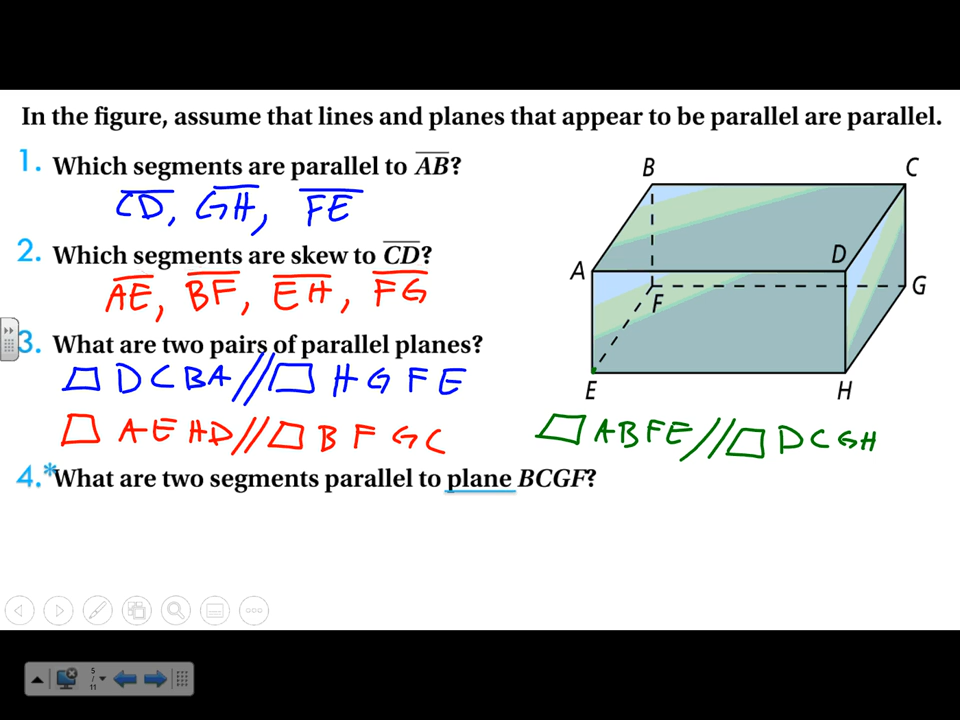 In the figure, assume that lines and planes that appear to be parallel are parallel.
1. Which segments are parallel to AB?
CD, GH, FE
2. Which segments are skew to CD?
AE, BF, EH, FG
3. What are two pairs of parallel planes?
▱ DCBA // ▱ HGFE
▱ AEHD // ▱ BFGC
▱ ABFE // ▱ DCGH
4.* What are two segments parallel to plane BCGF?
B
C
A
D
F
G
E
H
5 / 11